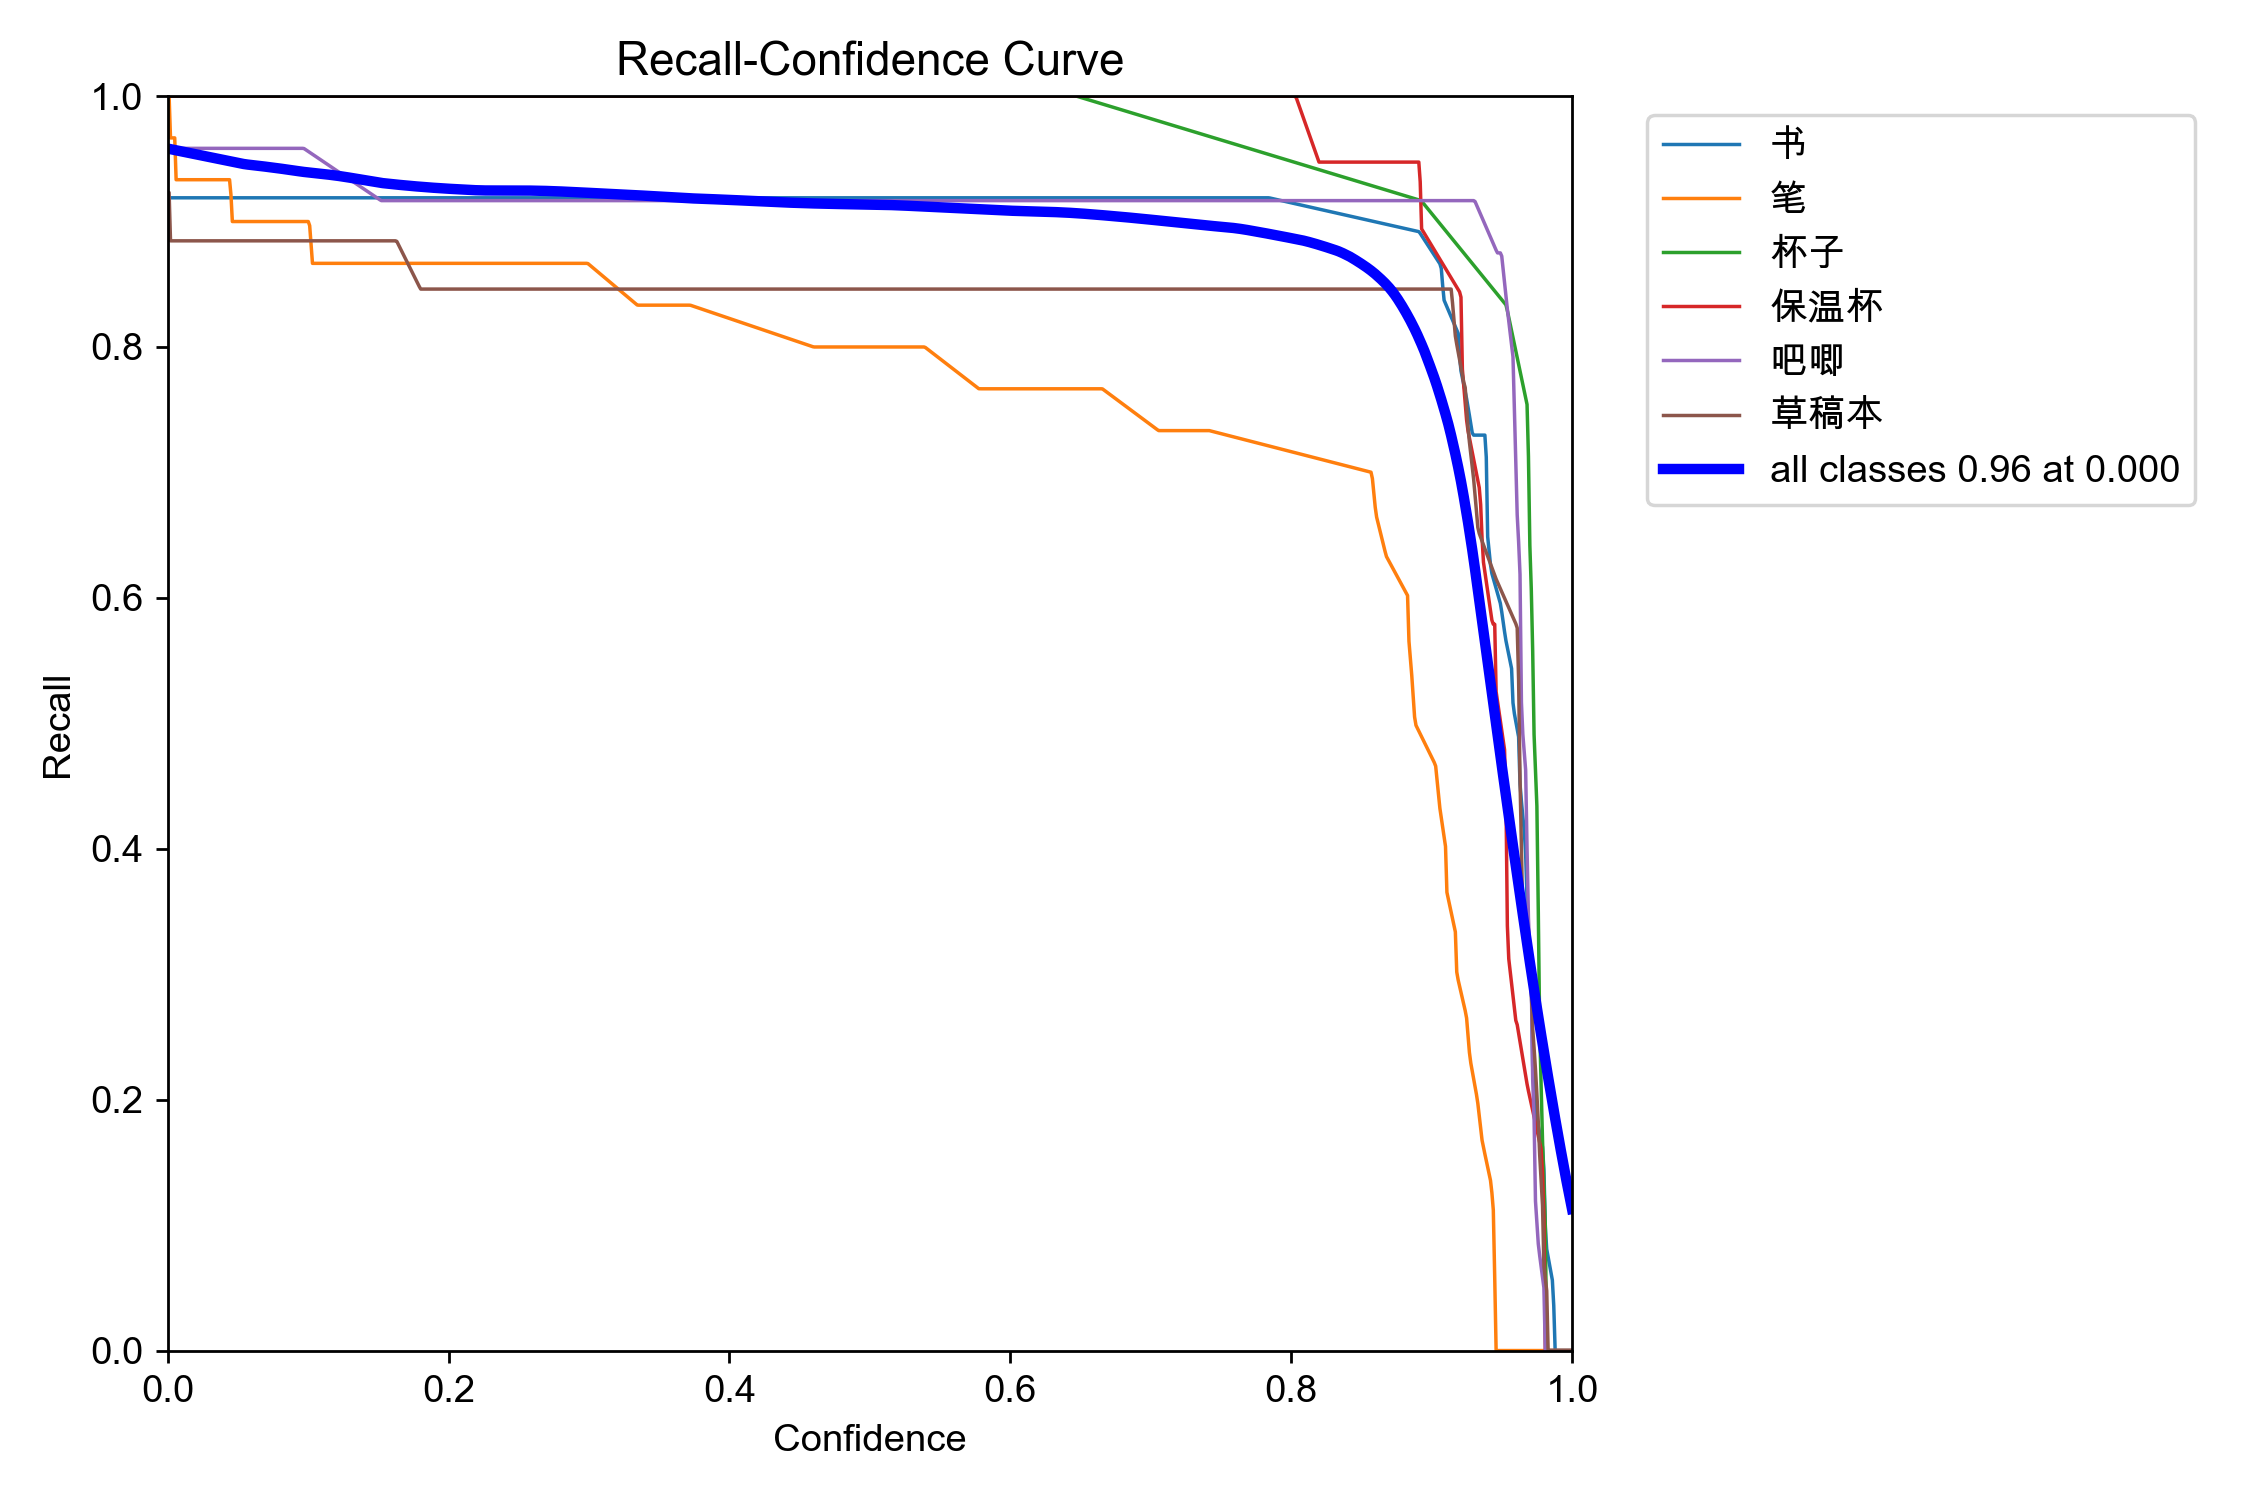 Recall-Confidence Curve
1.0
0.8
0.6
0.4
0.2
0.0
Recall
0.0 0.2 0.4 0.6 0.8 1.0
Confidence
书
笔
杯子
保温杯
吧唧
草稿本
all classes 0.96 at 0.000